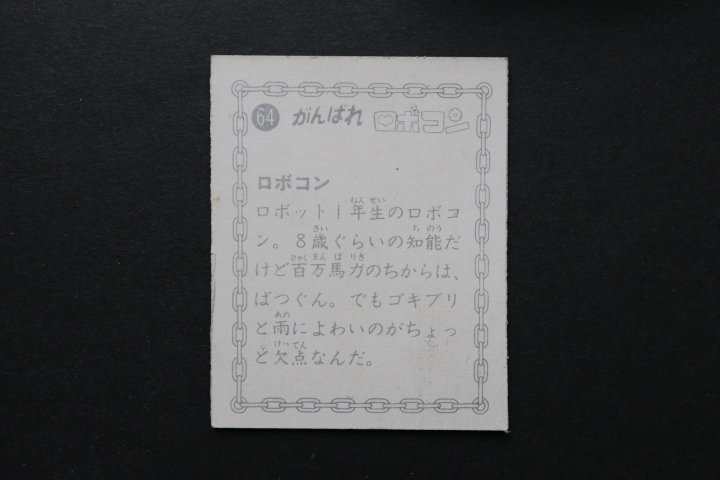 64 がんばれ ロボコン
ロボコン
ロボット1年生のロボコ
ン。8歳ぐらいの知能だ
けど百万馬力のちからは、
ばつぐん。でもゴキブリ
と雨によわいのがちょっ
と欠点なんだ。